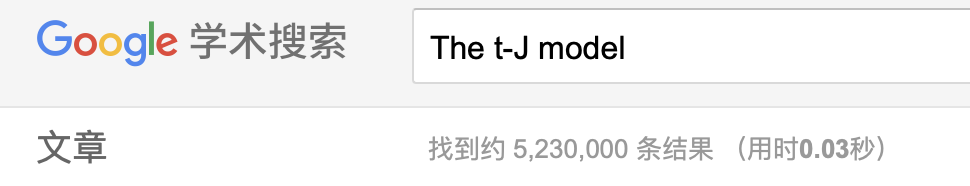 Google 学术搜索
The t-J model
文章
找到约 5,230,000 条结果 （用时0.03秒）